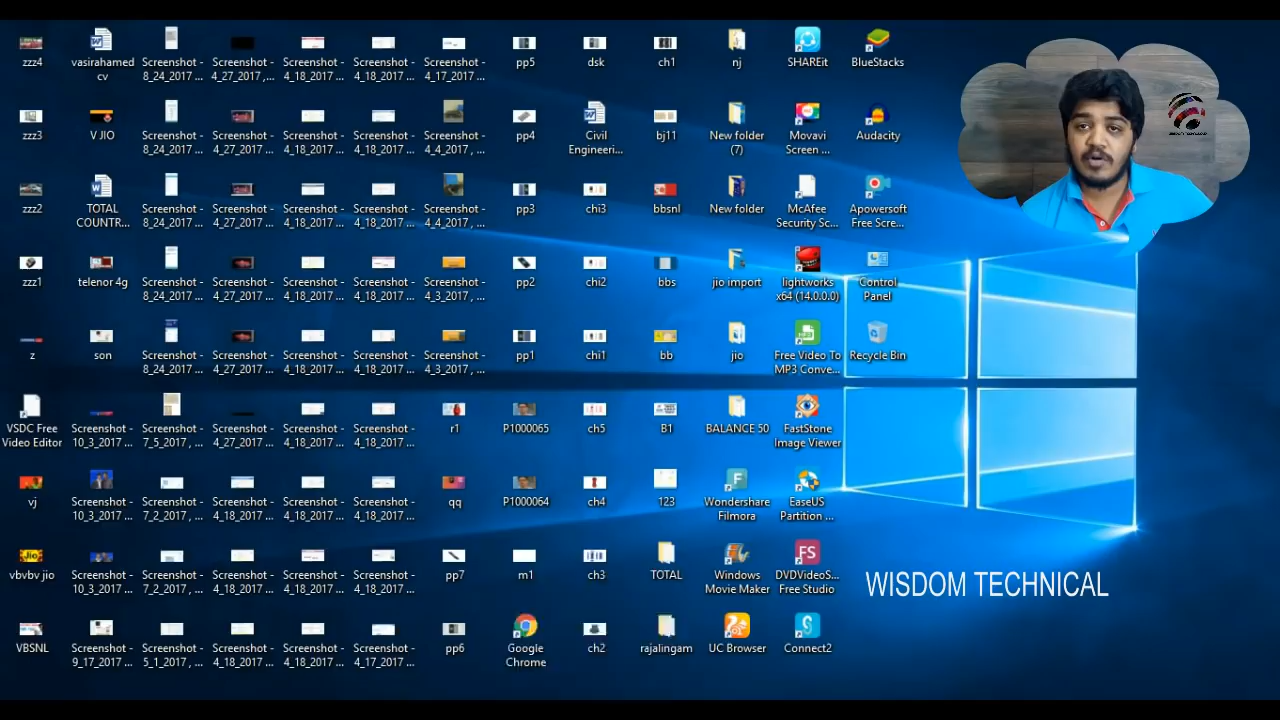 zzz4
vasirahamed
cv
Screenshot -
8_24_2017 ...
Screenshot -
4_27_2017 ,...
Screenshot -
4_18_2017 ...
Screenshot -
4_18_2017 ...
Screenshot -
4_17_2017 ...
pp5
dsk
ch1
nj
SHAREit
BlueStacks
zzz3
V JIO
Screenshot -
8_24_2017 ...
Screenshot -
4_27_2017 ...
Screenshot -
4_18_2017 ...
Screenshot -
4_18_2017 ...
Screenshot -
4_4_2017 , ...
pp4
Civil
Engineeri...
bj11
New folder
(7)
Movavi
Screen ...
Audacity
zzz2
TOTAL
COUNTR...
Screenshot -
8_24_2017 ...
Screenshot -
4_27_2017 ...
Screenshot -
4_18_2017 ...
Screenshot -
4_18_2017 ...
Screenshot -
4_4_2017 , ...
pp3
chi3
bbsnl
New folder
McAfee
Security Sc...
Apowersoft
Free Scre...
zzz1
telenor 4g
Screenshot -
8_24_2017 ...
Screenshot -
4_27_2017 ...
Screenshot -
4_18_2017 ...
Screenshot -
4_18_2017 ...
Screenshot -
4_3_2017 , ...
pp2
chi2
bbs
jio import
lightworks
x64 (14.0.0.0)
Control
Panel
z
son
Screenshot -
8_24_2017 ...
Screenshot -
4_27_2017 ...
Screenshot -
4_18_2017 ...
Screenshot -
4_18_2017 ...
Screenshot -
4_3_2017 , ...
pp1
chi1
bb
jio
Free Video To
MP3 Conve...
Recycle Bin
VSDC Free
Video Editor
Screenshot -
10_3_2017 ...
Screenshot -
7_5_2017 , ...
Screenshot -
4_27_2017 ...
Screenshot -
4_18_2017 ...
Screenshot -
4_18_2017 ...
r1
P1000065
ch5
B1
BALANCE 50
FastStone
Image Viewer
vj
Screenshot -
10_3_2017 ...
Screenshot -
7_2_2017 , ...
Screenshot -
4_18_2017 ...
Screenshot -
4_18_2017 ...
Screenshot -
4_18_2017 ...
qq
P1000064
ch4
123
Wondershare
Filmora
EaseUS
Partition ...
Jio
vbvbv jio
Screenshot -
10_3_2017 ...
Screenshot -
7_2_2017 , ...
Screenshot -
4_18_2017 ...
Screenshot -
4_18_2017 ...
Screenshot -
4_18_2017 ...
pp7
m1
ch3
TOTAL
Windows
Movie Maker
FS
DVDVideoS...
Free Studio
WISDOM TECHNICAL
VBSNL
Screenshot -
9_17_2017 ...
Screenshot -
5_1_2017 , ...
Screenshot -
4_18_2017 ...
Screenshot -
4_18_2017 ...
Screenshot -
4_17_2017 ...
pp6
Google
Chrome
ch2
rajalingam
UC Browser
Connect2